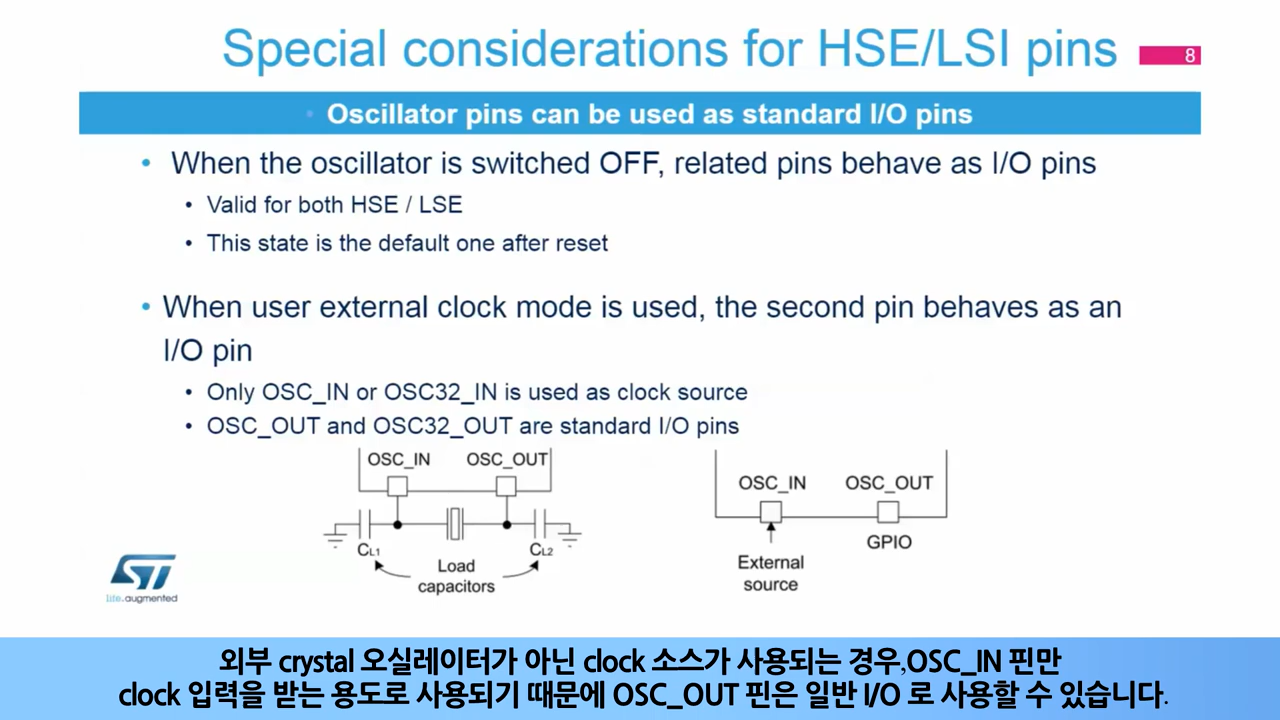 Special considerations for HSE/LSI pins
8
• Oscillator pins can be used as standard I/O pins
• When the oscillator is switched OFF, related pins behave as I/O pins
• Valid for both HSE / LSE
• This state is the default one after reset
• When user external clock mode is used, the second pin behaves as an
I/O pin
• Only OSC_IN or OSC32_IN is used as clock source
• OSC_OUT and OSC32_OUT are standard I/O pins
OSC_IN OSC_OUT
CL1 CL2
Load
capacitors
OSC_IN OSC_OUT
GPIO
External
source
ST
life.augmented
외부 crystal 오실레이터가 아닌 clock 소스가 사용되는 경우,OSC_IN 핀만
clock 입력을 받는 용도로 사용되기 때문에 OSC_OUT 핀은 일반 I/O 로 사용할 수 있습니다.